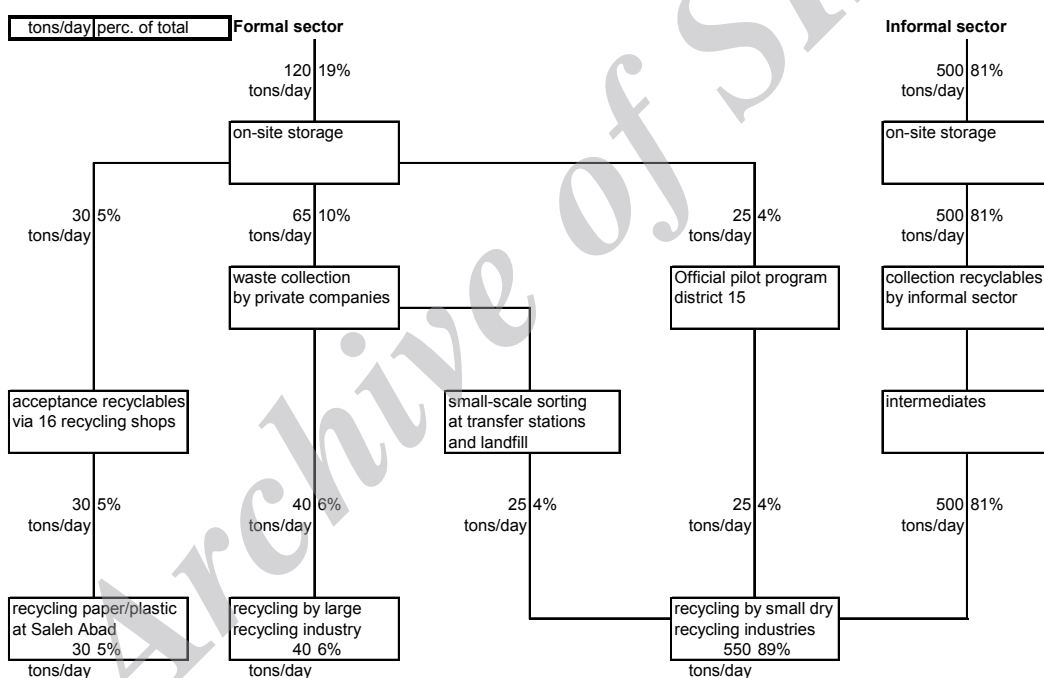 tons/day perc. of total
Formal sector
Informal sector
120 19%
tons/day
500 81%
tons/day
on-site storage
on-site storage
30 5%
tons/day
65 10%
tons/day
25 4%
tons/day
500 81%
tons/day
waste collection
by private companies
Official pilot program
district 15
collection recyclables
by informal sector
acceptance recyclables
via 16 recycling shops
small-scale sorting
at transfer stations
and landfill
intermediates
30 5%
tons/day
40 6%
tons/day
25 4%
tons/day
25 4%
tons/day
500 81%
tons/day
recycling paper/plastic
at Saleh Abad
30 5%
tons/day
recycling by large
recycling industry
40 6%
tons/day
recycling by small dry
recycling industries
550 89%
tons/day
Archive of